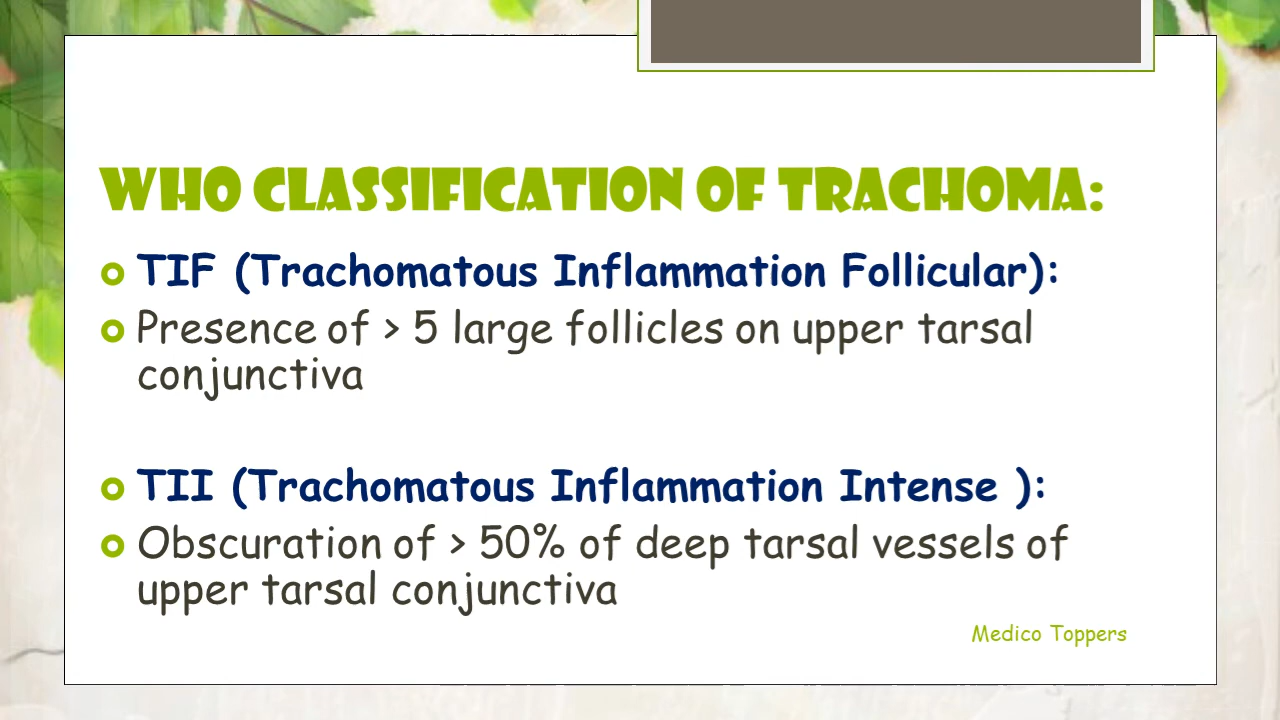 WHO CLASSIFICATION OF TRACHOMA:
TIF (Trachomatous Inflammation Follicular):
Presence of > 5 large follicles on upper tarsal
conjunctiva
TII (Trachomatous Inflammation Intense ):
Obscuration of > 50% of deep tarsal vessels of
upper tarsal conjunctiva
Medico Toppers